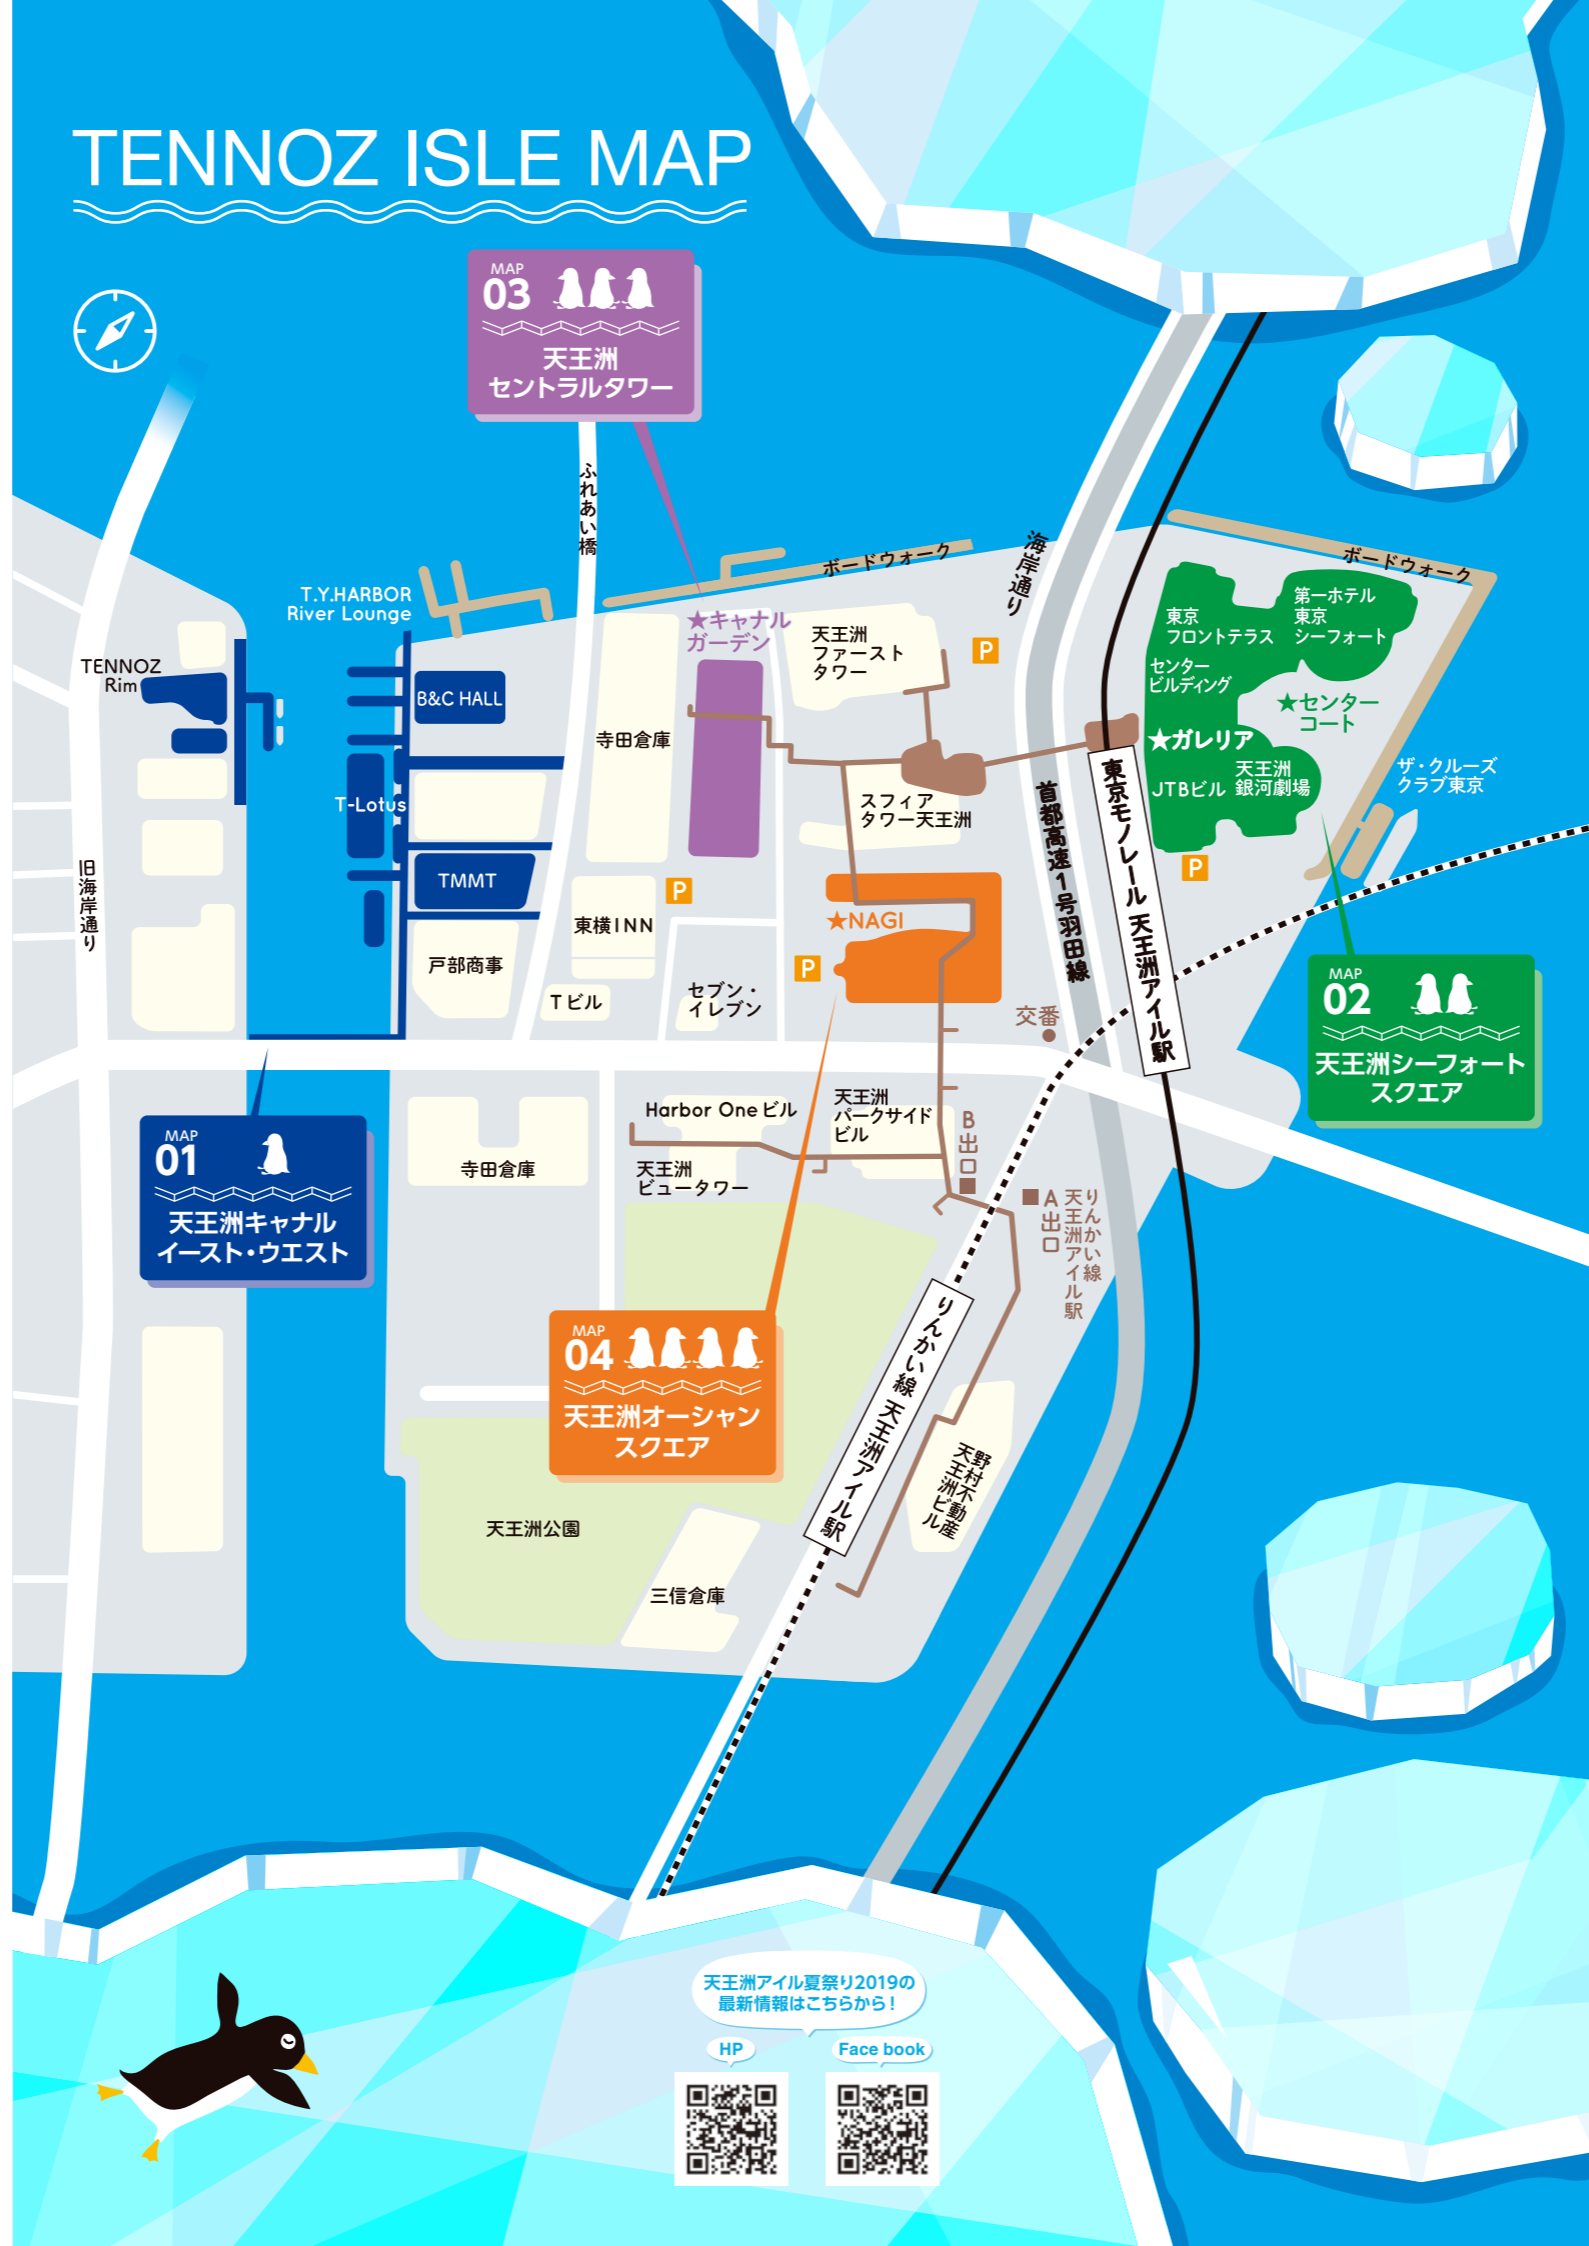 TENNOZ ISLE MAP
MAP
03
天王洲
セントラルタワー
ふれあい橋
ボードウォーク
海岸通り
ボードウォーク
T.Y.HARBOR
River Lounge
TENNOZ
Rim
B&C HALL
寺田倉庫
★キャナル
ガーデン
天王洲
ファースト
タワー
P
東京
フロントテラス
第一ホテル
東京
シーフォート
センター
ビルディング
★センター
コート
★ガレリア
JTBビル
天王洲
銀河劇場
ザ・クルーズ
クラブ東京
P
T-Lotus
スフィア
タワー天王洲
首都高速1号羽田線
東京モノレール 天王洲アイル駅
旧海岸通り
TMMT
戸部商事
東横INN
P
★NAGI
P
Tビル
セブン・
イレブン
交番
MAP
02
天王洲シーフォート
スクエア
MAP
01
天王洲キャナル
イースト・ウエスト
寺田倉庫
Harbor Oneビル
天王洲
パークサイド
ビル
天王洲
ビュータワー
B出口
A出口
りんかい線
天王洲アイル駅
MAP
04
天王洲オーシャン
スクエア
りんかい線 天王洲アイル駅
野村不動産
天王洲ビル
天王洲公園
三信倉庫
天王洲アイル夏祭り2019の
最新情報はこちらから!
HP
Face book